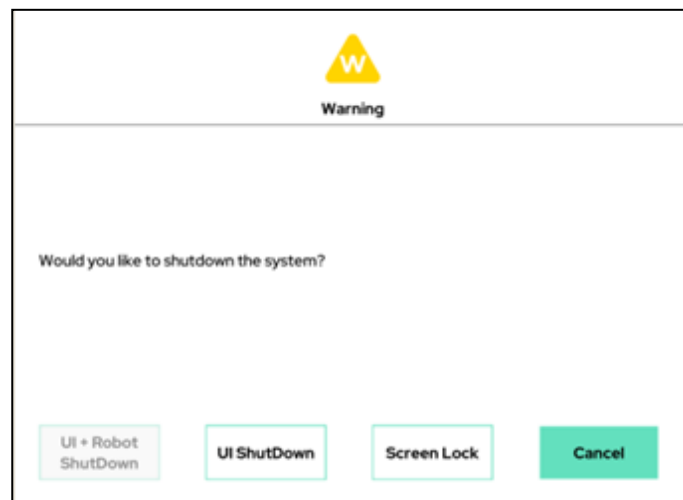 W
Warning
Would you like to shutdown the system?
UI + Robot
ShutDown
UI ShutDown
Screen Lock
Cancel